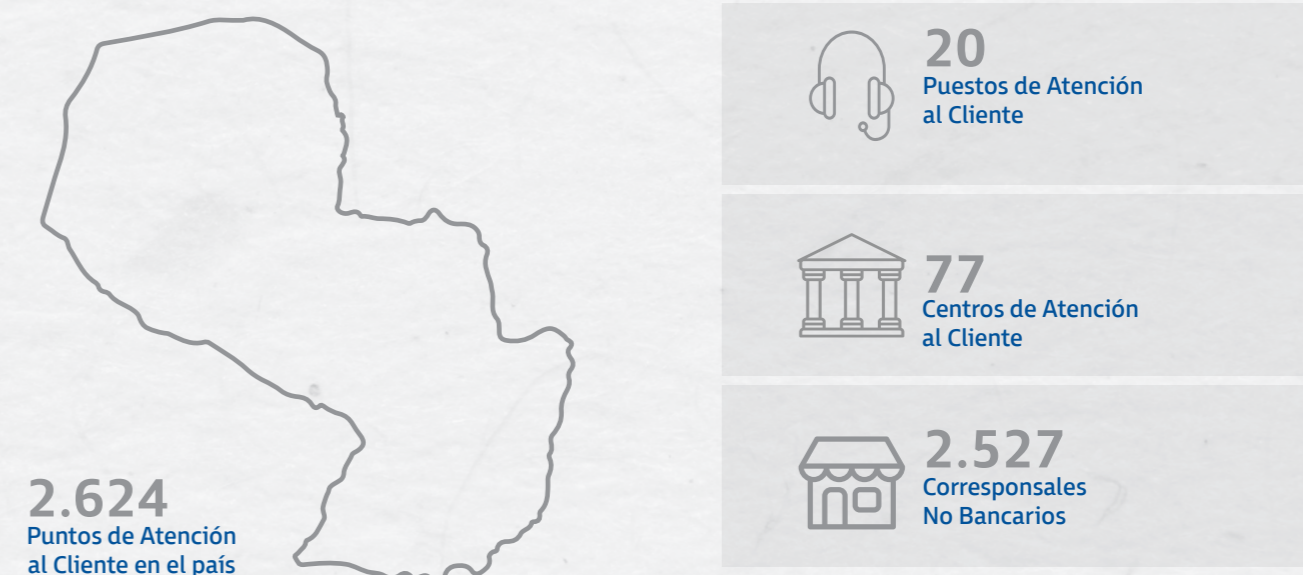 2.624
Puntos de Atención
al Cliente en el país
20
Puestos de Atención
al Cliente
77
Centros de Atención
al Cliente
2.527
Corresponsales
No Bancarios